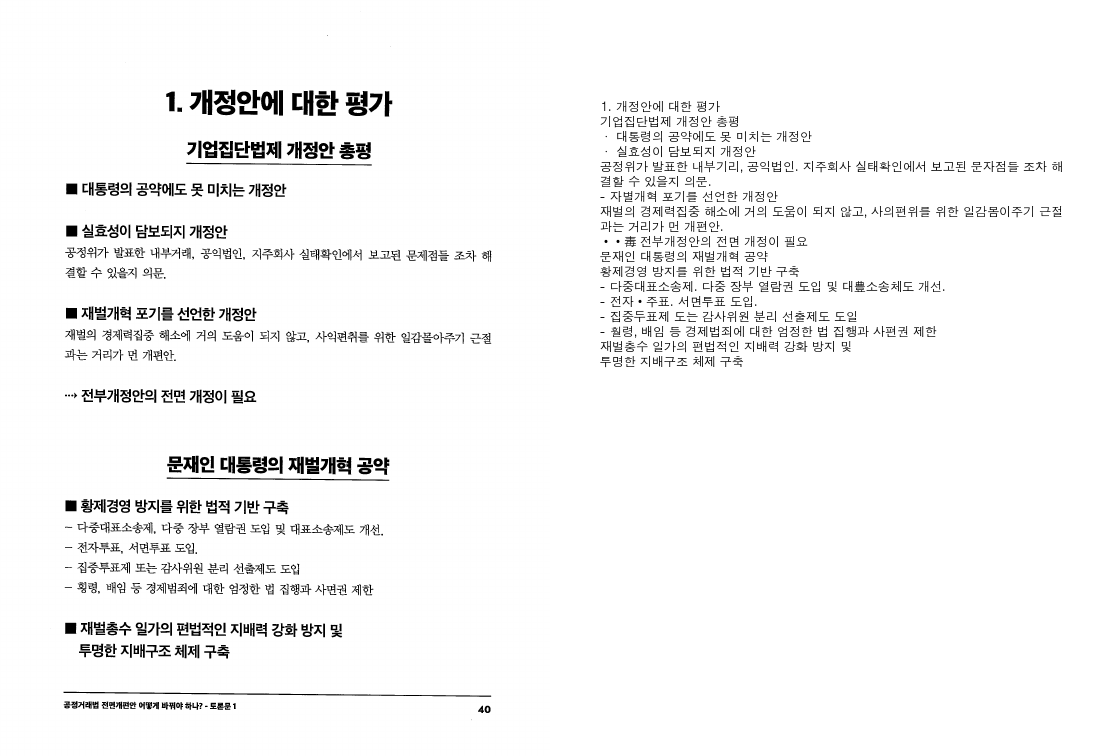 1. 개정안에 대한 평가
기업집단법제 개정안 총평
■ 대통령의 공약에도 못 미치는 개정안
■ 실효성이 담보되지 개정안
공정위가 발표한 내부거래, 공익법인, 지주회사 실태확인에서 보고된 문제점들 조차 해
결할 수 있을지 의문.
■ 재벌개혁 포기를 선언한 개정안
재벌의 경제력집중 해소에 거의 도움이 되지 않고, 사익편취를 위한 일감몰아주기 근절
과는 거리가 먼 개편안.
⇢ 전부개정안의 전면 개정이 필요
문재인 대통령의 재벌개혁 공약
■ 황제경영 방지를 위한 법적 기반 구축
– 다중대표소송제, 다중 장부 열람권 도입 및 대표소송제도 개선.
– 전자투표, 서면투표 도입.
– 집중투표제 또는 감사위원 분리 선출제도 도입
– 횡령, 배임 등 경제범죄에 대한 엄정한 법 집행과 사면권 제한
■ 재벌총수 일가의 편법적인 지배력 강화 방지 및
투명한 지배구조 체제 구축
공정거래법 전면개편안 어떻게 바꿔야 하나? - 토론문 1
40
1. 개정안에 대한 평가
기업집단법제 개정안 총평
· 대통령의 공약에도 못 미치는 개정안
· 실효성이 담보되지 개정안
공정위가 발표한 내부기리, 공익법인. 지주회사 실태확인에서 보고된 문자점들 조차 해
결할 수 있을지 의문.
- 자별개혁 포기를 선언한 개정안
재벌의 경제력집중 해소에 거의 도움이 되지 않고, 사의편위를 위한 일감몸이주기 근절
과는 거리가 먼 개편안.
• • 毒 전부개정안의 전면 개정이 필요
문재인 대통령의 재벌개혁 공약
황제경영 방지를 위한 법적 기반 구축
- 다중대표소송제. 다중 장부 열람권 도입 및 대豊소송체도 개선.
- 전자 • 주표. 서면투표 도입.
- 집중두표제 도는 감사위원 분리 선출제도 도일
- 훨령, 배임 등 경제범죄에 대한 엄정한 법 집행과 사편권 제한
재벌충수 일가의 편법적인 지배력 강화 방지 및
투명한 지배구조 체제 구축